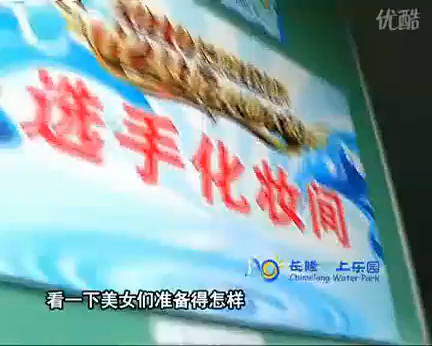 优酷
选手化妆间
长隆 上乐园
Chimelong Water Park
看一下美女们准备得怎样